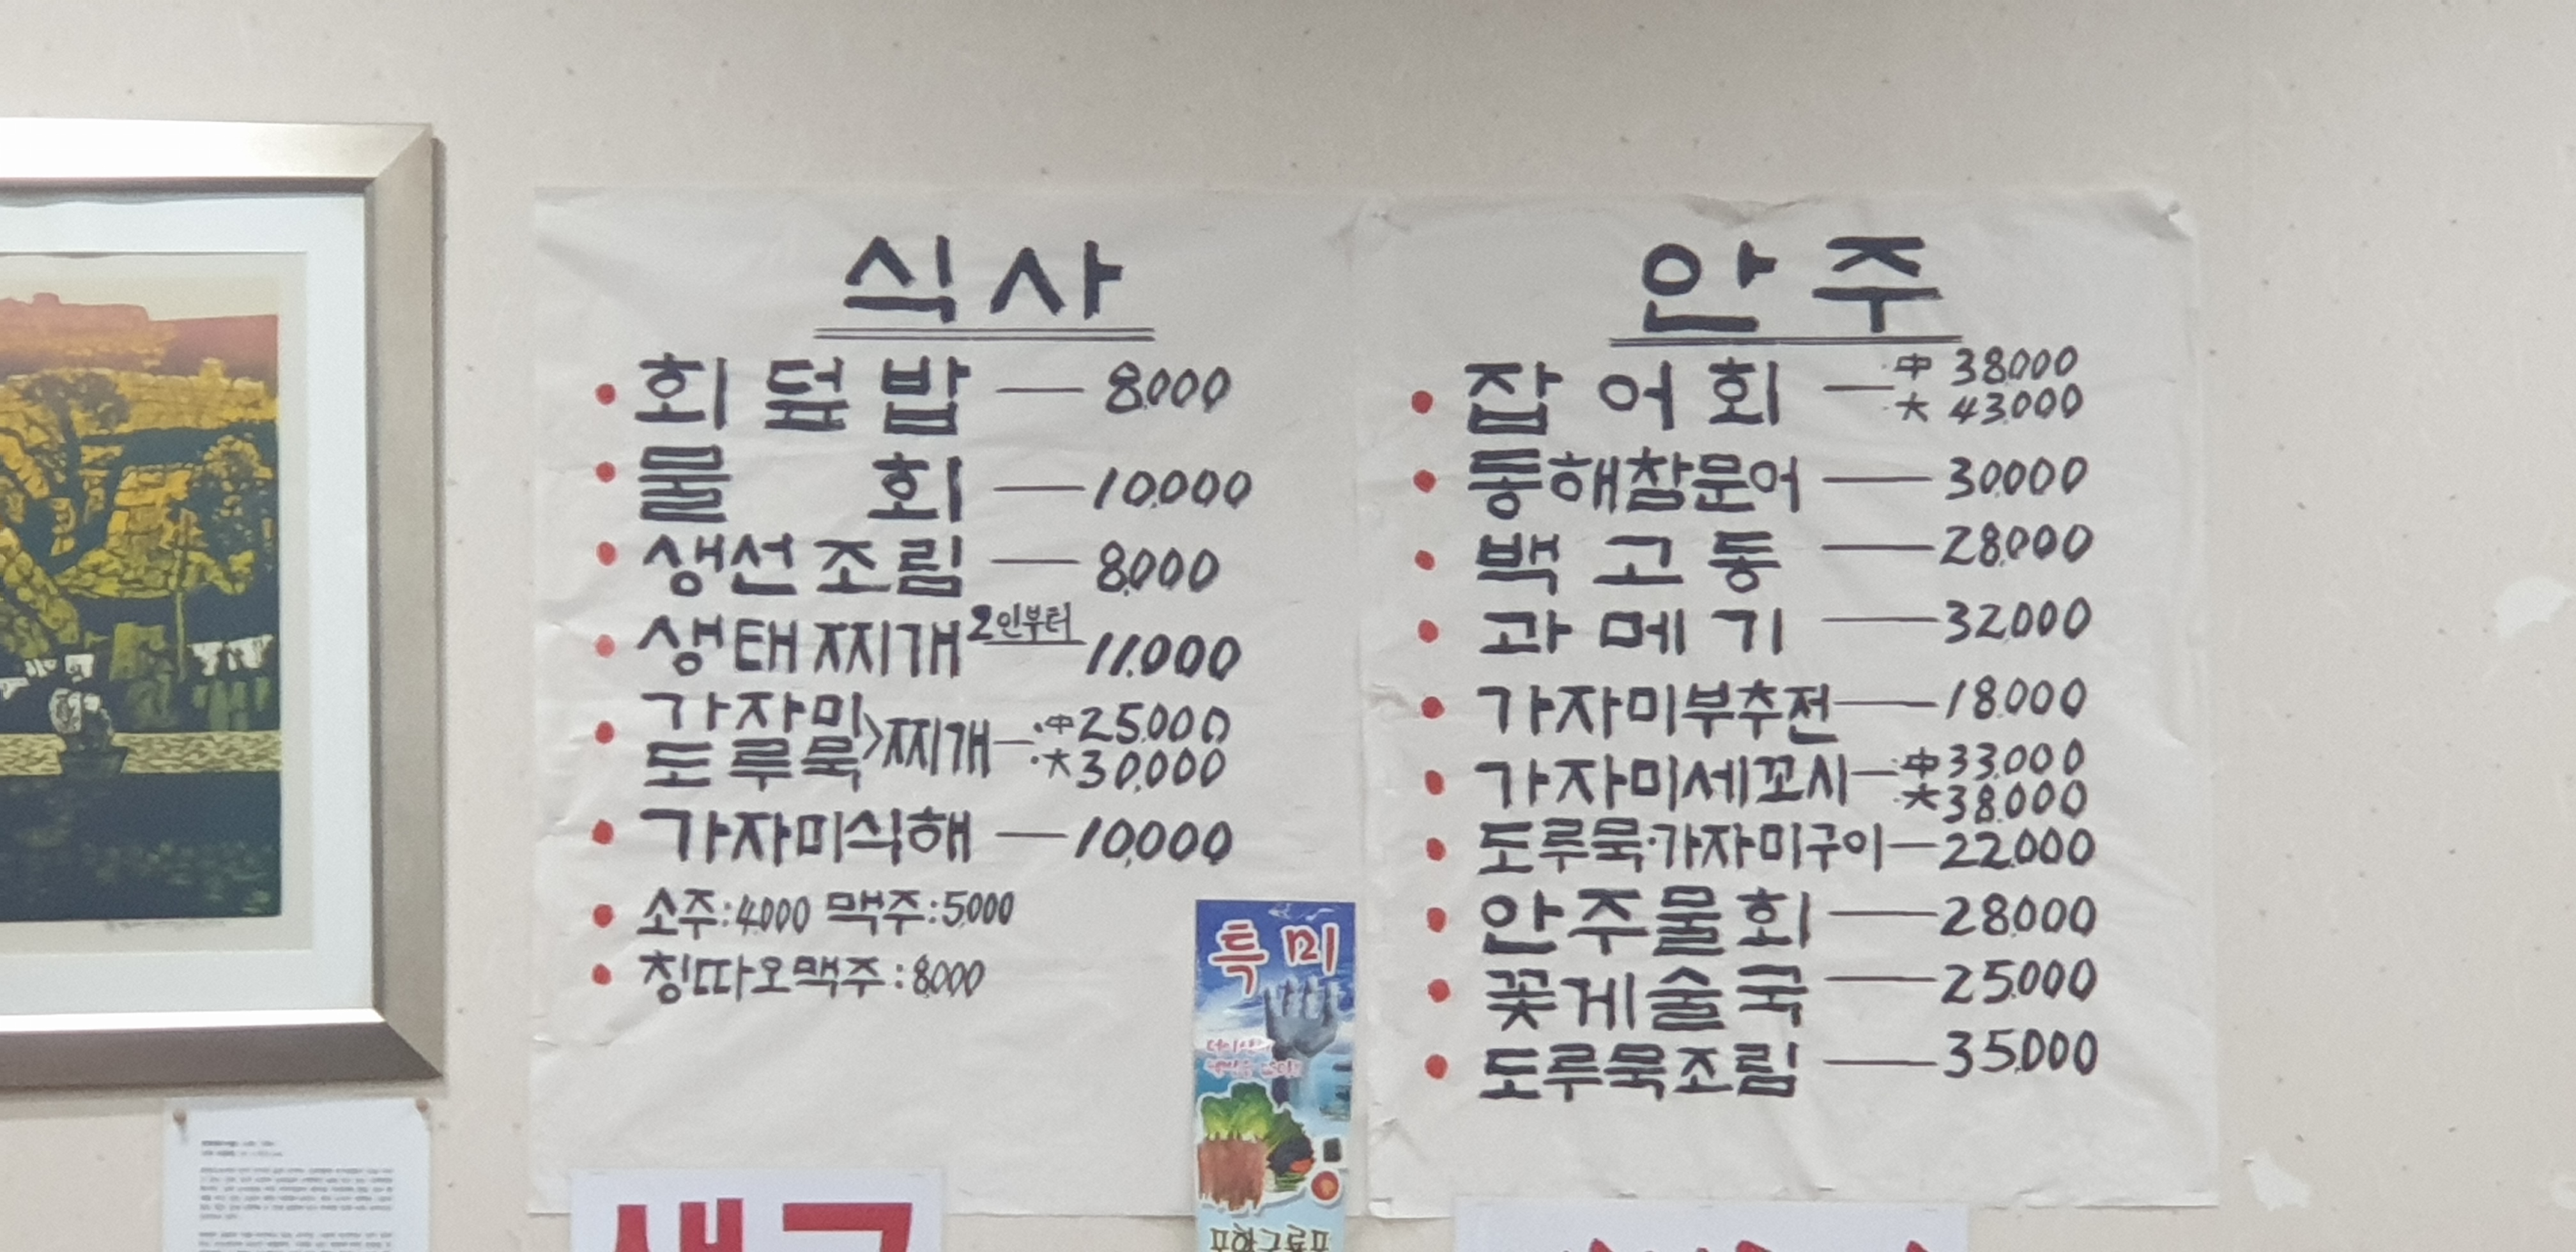 식사
회덮밥 — 8,000
물 회 — 10,000
생선조림 — 8,000
생태찌개 2인부터 11,000
가자미
도루묵 > 찌개 — ·中 25,000
·大 30,000
가자미식해 — 10,000
소주:4,000 맥주:5,000
칭따오맥주:8,000
안주
잡어회 — ·中 38,000
·大 43,000
동해참문어 — 30,000
백고동 — 28,000
과메기 — 32,000
가자미부추전 — 18,000
가자미세꼬시 — ·中 33,000
·大 38,000
도루묵·가자미구이 — 22,000
안주물회 — 28,000
꽃게술국 — 25,000
도루묵조림 — 35,000
특미